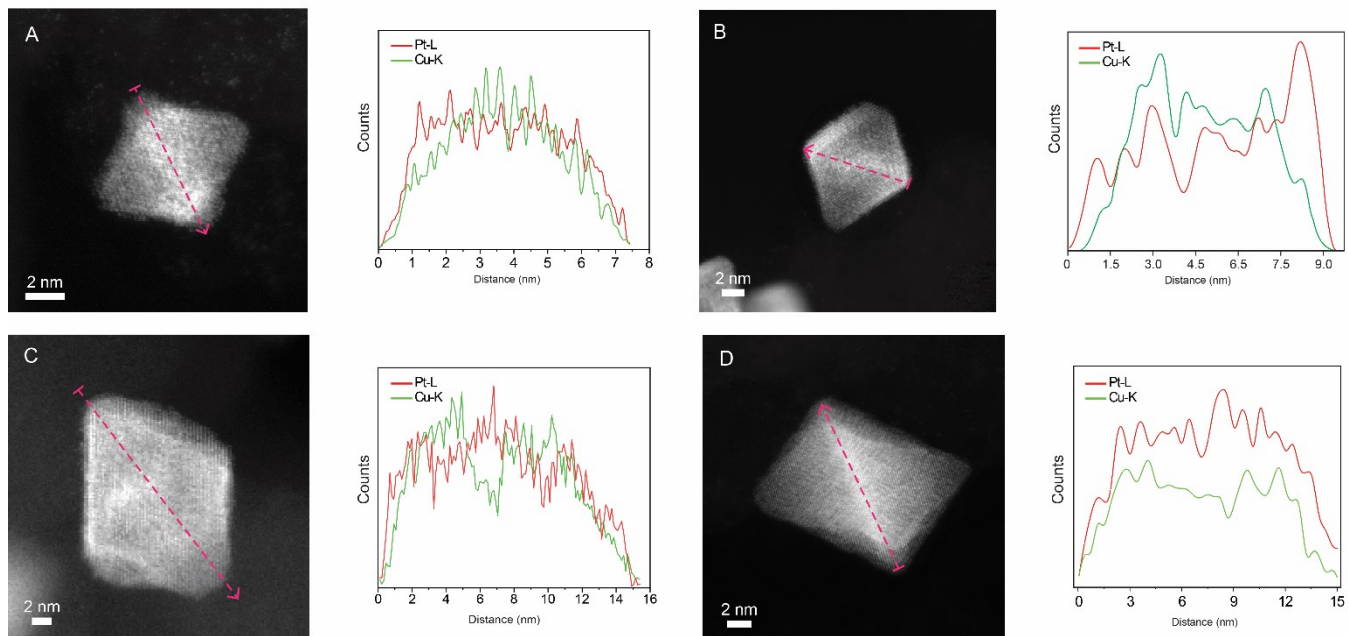 A
2 nm
Pt-L
Cu-K
Counts
0 1 2 3 4 5 6 7 8
Distance (nm)
B
2 nm
Pt-L
Cu-K
Counts
0 1.5 3.0 4.5 6.5 7.5 9.0
Distance (nm)
C
2 nm
Pt-L
Cu-K
Counts
0 2 4 6 8 10 12 14 16
Distance (nm)
D
2 nm
Pt-L
Cu-K
Counts
0 3 6 9 12 15
Distance (nm)